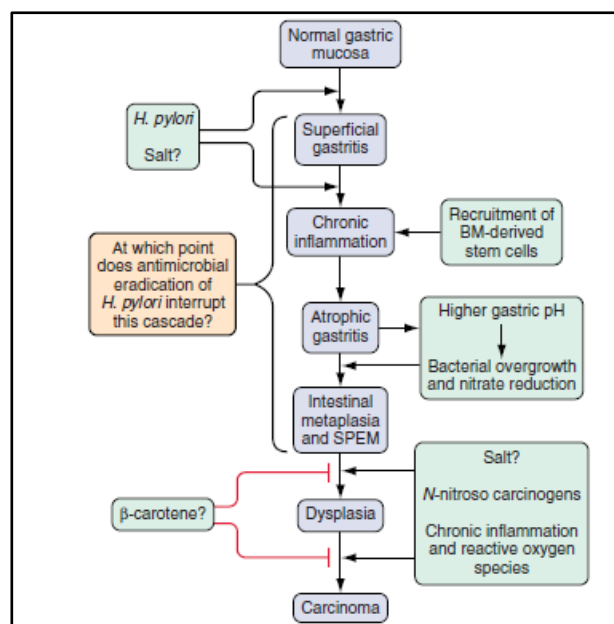 Normal gastric
mucosa
H. pylori
Salt?
Superficial
gastritis
Chronic
inflammation
Recruitment of
BM-derived
stem cells
At which point
does antimicrobial
eradication of
H. pylori interrupt
this cascade?
Atrophic
gastritis
Higher gastric pH
Bacterial overgrowth
and nitrate reduction
Intestinal
metaplasia
and SPEM
Salt?
N-nitroso carcinogens
Chronic inflammation
and reactive oxygen
species
β-carotene?
Dysplasia
Carcinoma